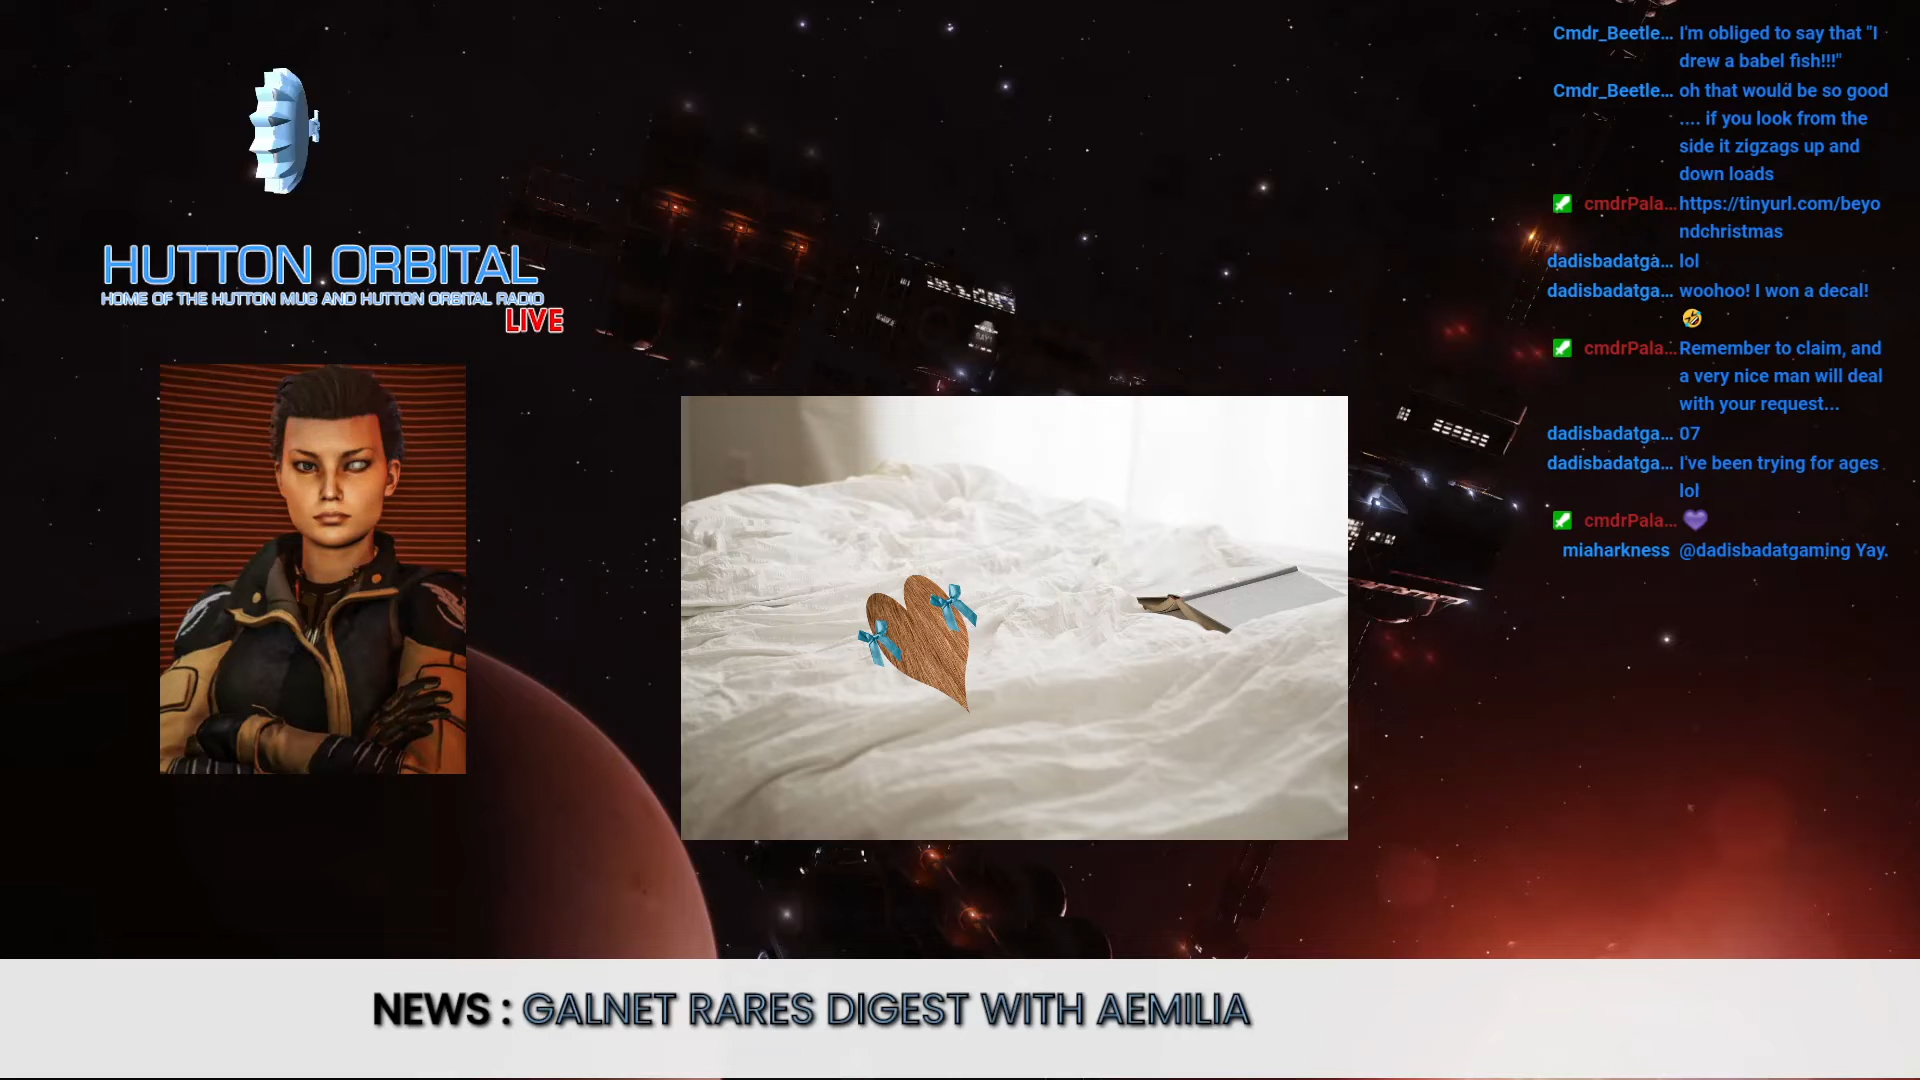 HUTTON ORBITAL
HOME OF THE HUTTON MUG AND HUTTON ORBITAL RADIO
LIVE
Cmdr_Beetle... I'm obliged to say that "I
drew a babel fish!!!"
Cmdr_Beetle... oh that would be so good
.... if you look from the
side it zigzags up and
down loads
cmdrPala... https://tinyurl.com/beyo
ndchristmas
dadisbadatga... lol
dadisbadatga... woohoo! I won a decal!
🤣
cmdrPala... Remember to claim, and
a very nice man will deal
with your request...
dadisbadatga... 07
dadisbadatga... I've been trying for ages
lol
cmdrPala... 💜
miaharkness @dadisbadatgaming Yay.
NEWS : GALNET RARES DIGEST WITH AEMILIA